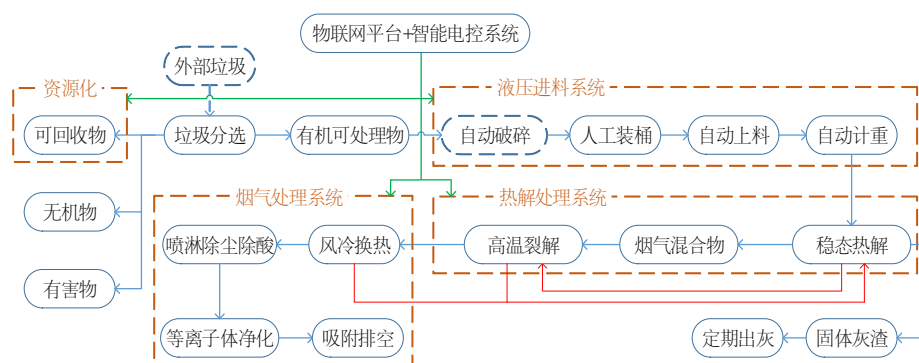 物联网平台+智能电控系统
外部垃圾
资源化
液压进料系统
可回收物
垃圾分选
有机可处理物
自动破碎
人工装桶
自动上料
自动计重
烟气处理系统
热解处理系统
无机物
喷淋除尘除酸
风冷换热
高温裂解
烟气混合物
稳态热解
有害物
等离子体净化
吸附排空
定期出灰
固体灰渣